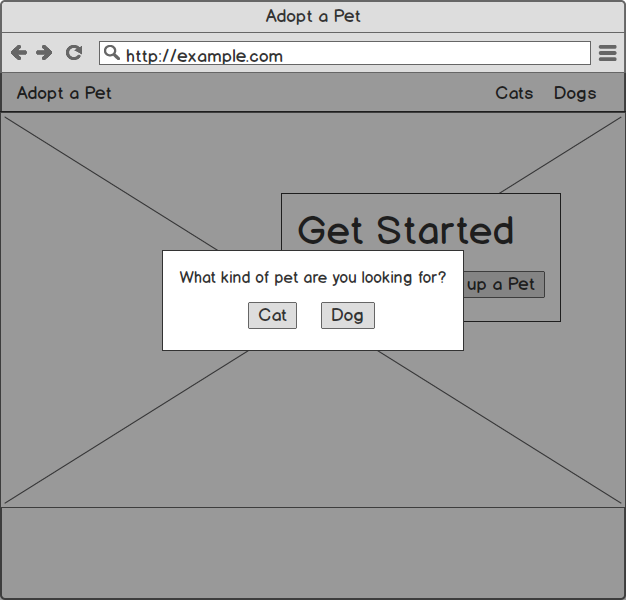 Adopt a Pet
http://example.com
Adopt a Pet Cats Dogs
Get Started
up a Pet
What kind of pet are you looking for?
Cat Dog